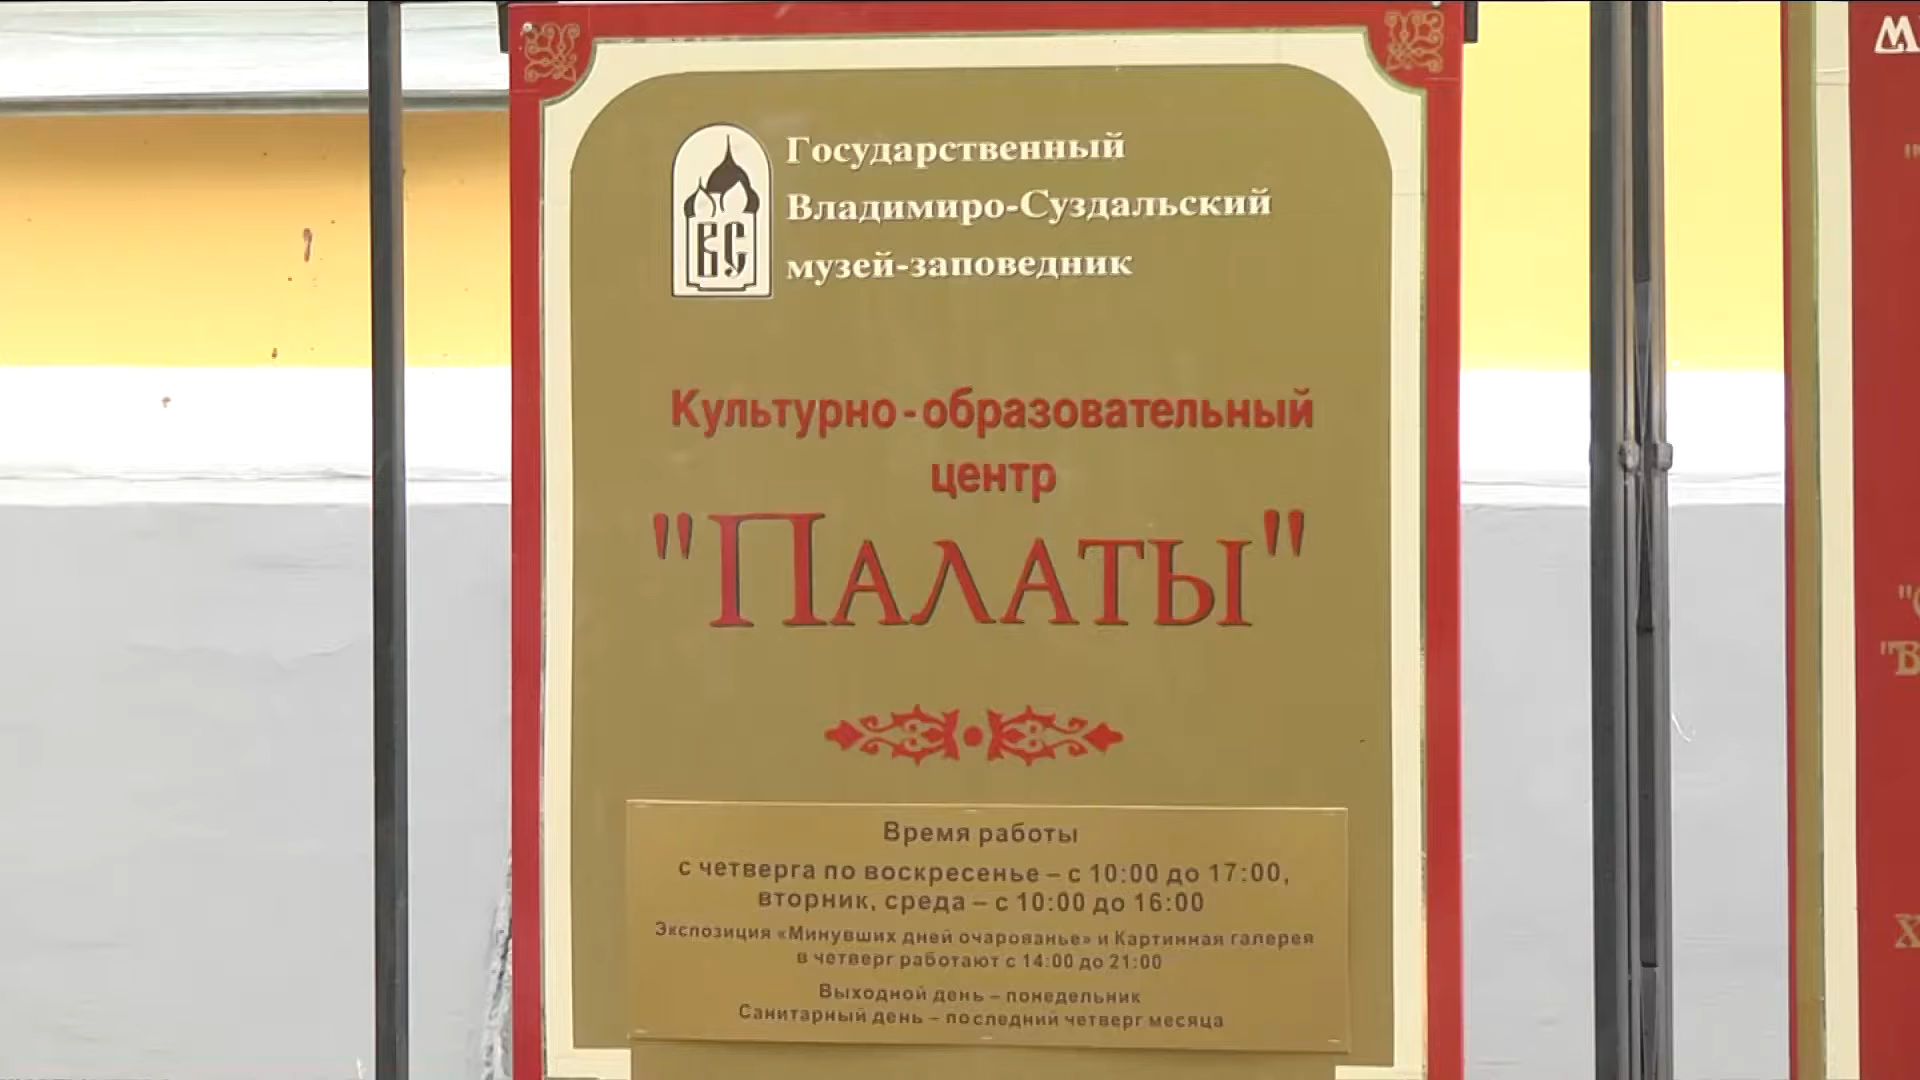 Государственный
Владимиро-Суздальский
музей-заповедник
ВС
Культурно-образовательный
центр
"ПАЛАТЫ"
Время работы
с четверга по воскресенье – с 10:00 до 17:00,
вторник, среда – с 10:00 до 16:00
Экспозиция «Минувших дней очарованье» и Картинная галерея
в четверг работают с 14:00 до 21:00
Выходной день – понедельник
Санитарный день – последний четверг месяца